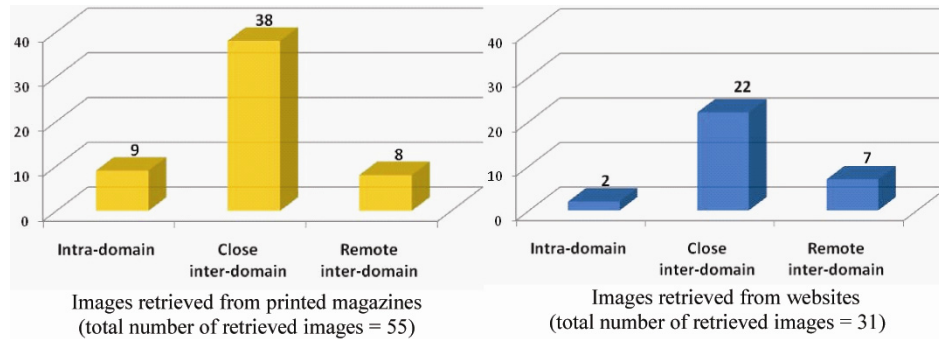 38
40
30
20
10
0
9
8
Intra-domain
Close
inter-domain
Remote
inter-domain
Images retrieved from printed magazines
(total number of retrieved images = 55)
40
30
20
10
0
2
22
7
Intra-domain
Close
inter-domain
Remote
inter-domain
Images retrieved from websites
(total number of retrieved images = 31)